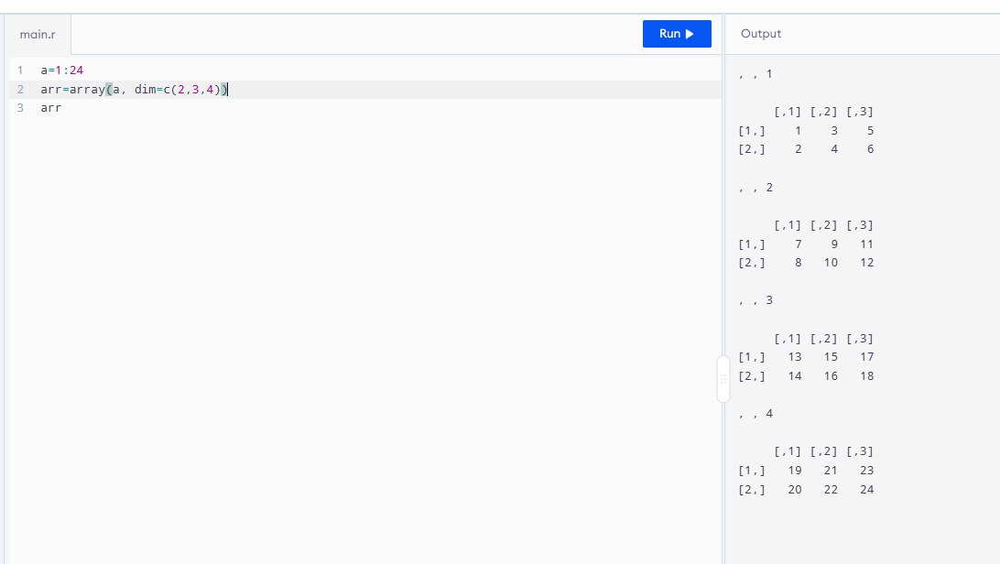 main.r
Run
1 a=1:24
2 arr=array(a, dim=c(2,3,4))
3 arr
Output
, , 1
[,1] [,2] [,3]
[1,] 1 3 5
[2,] 2 4 6
, , 2
[,1] [,2] [,3]
[1,] 7 9 11
[2,] 8 10 12
, , 3
[,1] [,2] [,3]
[1,] 13 15 17
[2,] 14 16 18
, , 4
[,1] [,2] [,3]
[1,] 19 21 23
[2,] 20 22 24